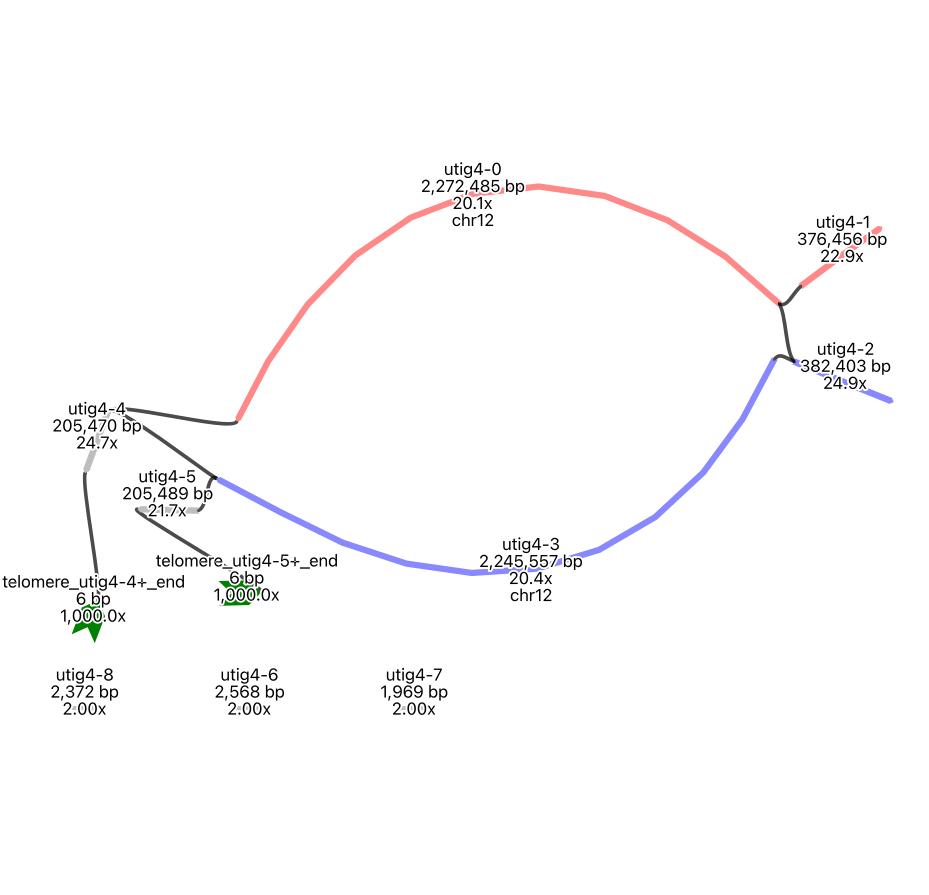 utig4-0
2,272,485 bp
20.1x
chr12
utig4-1
376,456 bp
22.9x
utig4-2
382,403 bp
24.9x
utig4-4
205,470 bp
24.7x
utig4-5
205,489 bp
21.7x
utig4-3
2,245,557 bp
20.4x
chr12
telomere_utig4-5+_end
6 bp
1,000.0x
telomere_utig4-4+_end
6 bp
1,000.0x
utig4-8
2,372 bp
2.00x
utig4-6
2,568 bp
2.00x
utig4-7
1,969 bp
2.00x